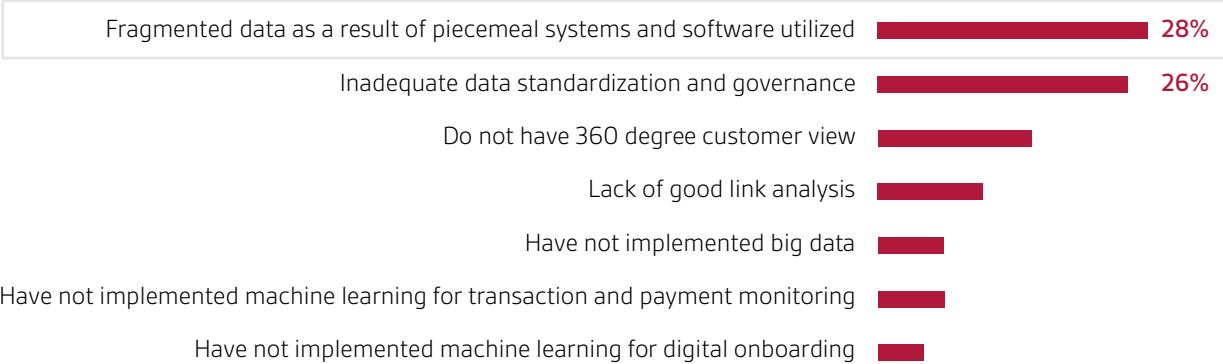 Fragmented data as a result of piecemeal systems and software utilized 28%
Inadequate data standardization and governance 26%
Do not have 360 degree customer view
Lack of good link analysis
Have not implemented big data
Have not implemented machine learning for transaction and payment monitoring
Have not implemented machine learning for digital onboarding